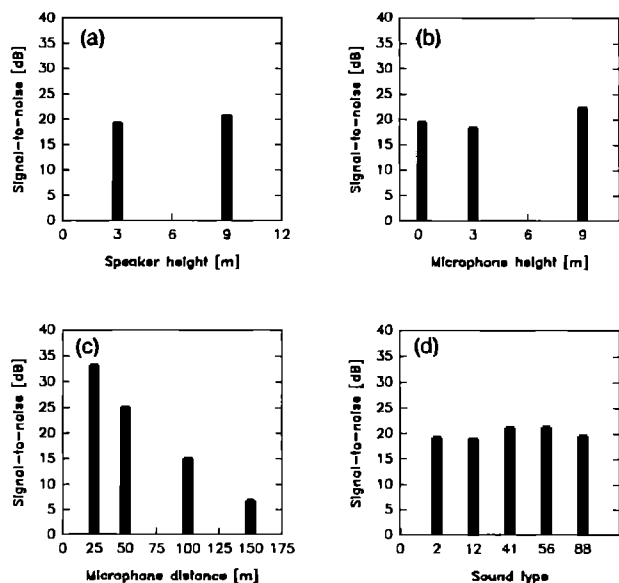 (a)
Signal-to-noise [dB]
40
35
30
25
20
15
10
5
0
0 3 6 9 12
Speaker height [m]
(b)
Signal-to-noise [dB]
40
35
30
25
20
15
10
5
0
0 3 6 9
Microphone height [m]
(c)
Signal-to-noise [dB]
40
35
30
25
20
15
10
5
0
0 25 50 75 100 125 150 175
Microphone distance [m]
(d)
Signal-to-noise [dB]
40
35
30
25
20
15
10
5
0
0 2 12 41 56 88
Sound type